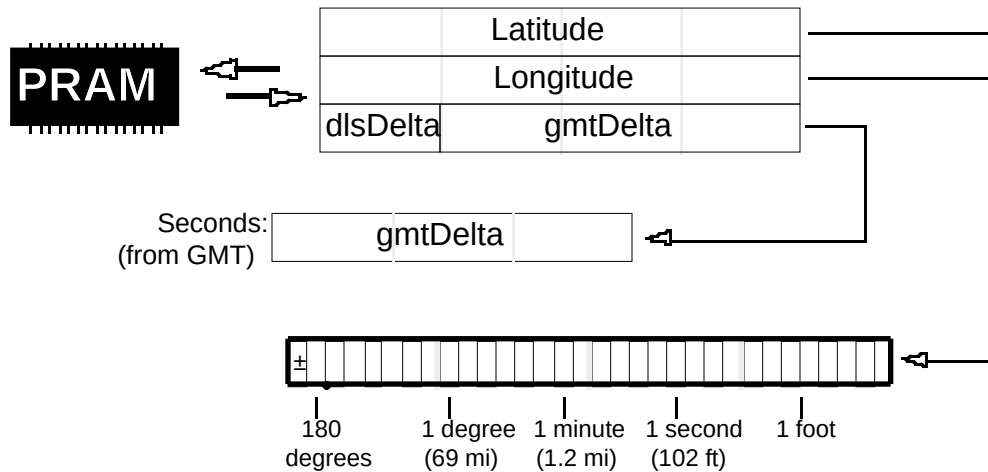 Latitude
PRAM
Longitude
dlsDelta gmtDelta
Seconds: gmtDelta
(from GMT)
±
180 1 degree 1 minute 1 second 1 foot
degrees (69 mi) (1.2 mi) (102 ft)